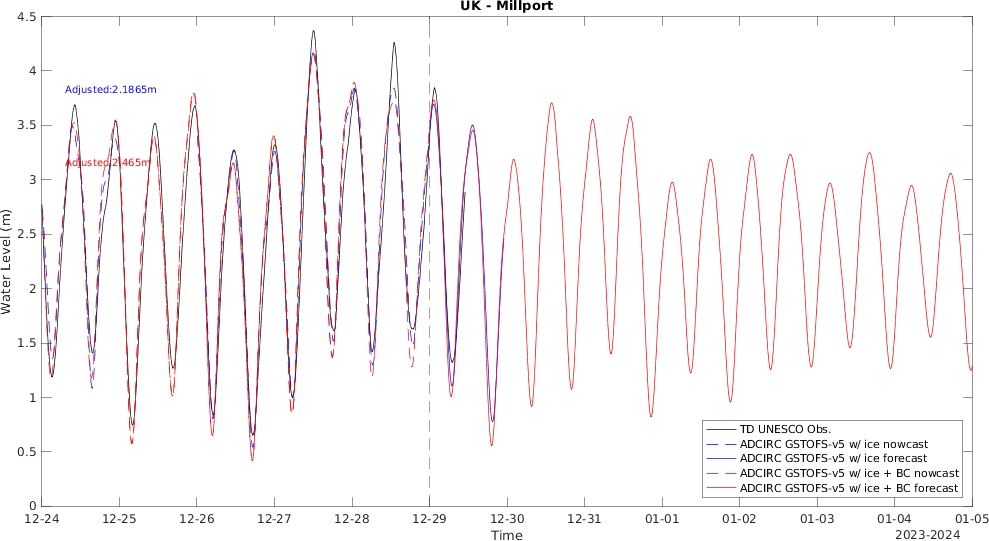 UK - Millport
4.5
4
3.5
3
2.5
2
1.5
1
0.5
0
Water Level (m)
Adjusted:2.1865m
Adjusted:2.465m
TD UNESCO Obs.
ADCIRC GSTOFS-v5 w/ ice nowcast
ADCIRC GSTOFS-v5 w/ ice forecast
ADCIRC GSTOFS-v5 w/ ice + BC nowcast
ADCIRC GSTOFS-v5 w/ ice + BC forecast
12-24 12-25 12-26 12-27 12-28 12-29 12-30 12-31 01-01 01-02 01-03 01-04 01-05
Time
2023-2024